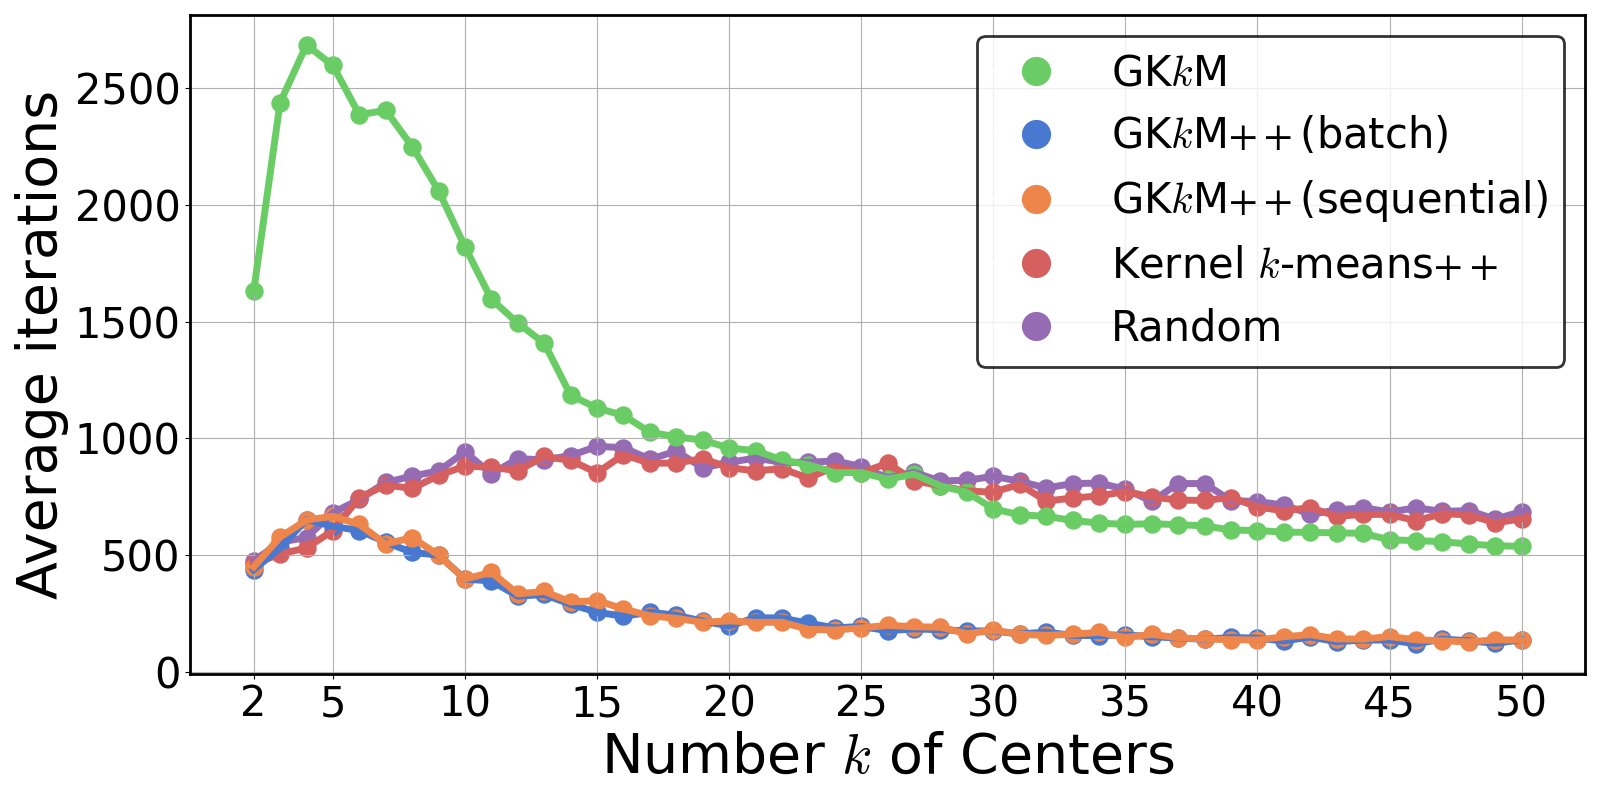 Average iterations
2500
2000
1500
1000
500
0
GKkM
GKkM++(batch)
GKkM++(sequential)
Kernel k-means++
Random
2 5 10 15 20 25 30 35 40 45 50
Number k of Centers